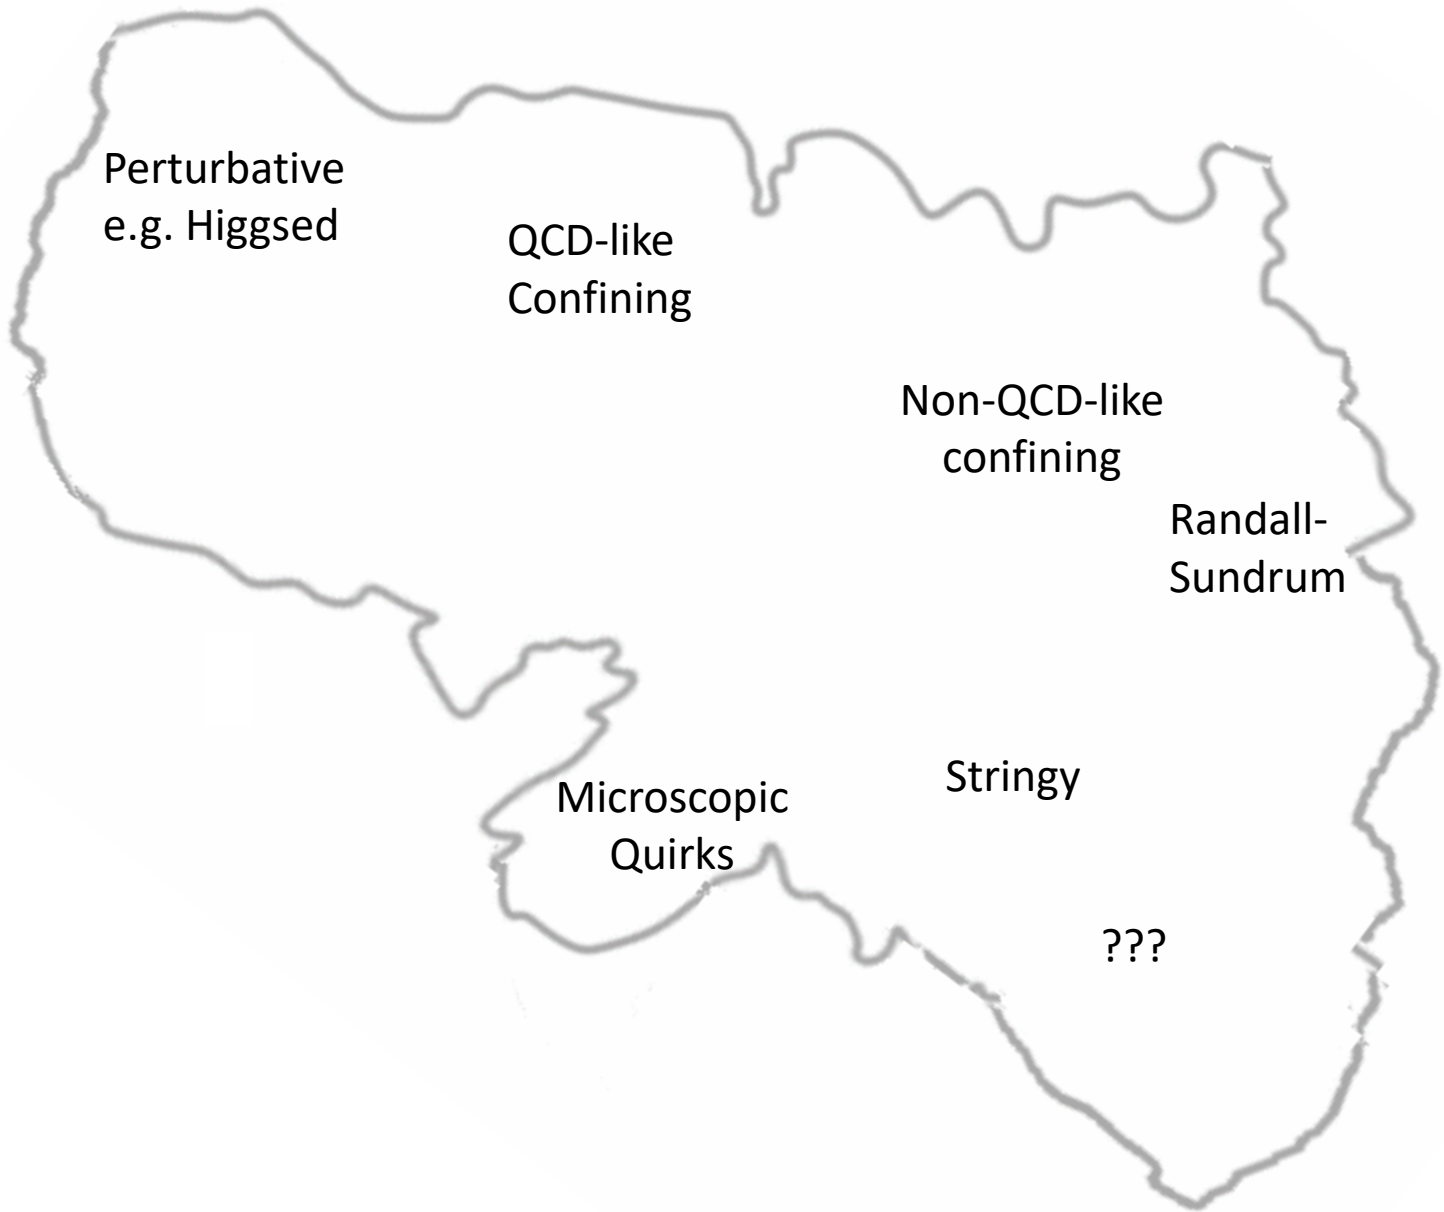 Perturbative
e.g. Higgsed
QCD-like
Confining
Non-QCD-like
confining
Randall-
Sundrum
Stringy
Microscopic
Quirks
???